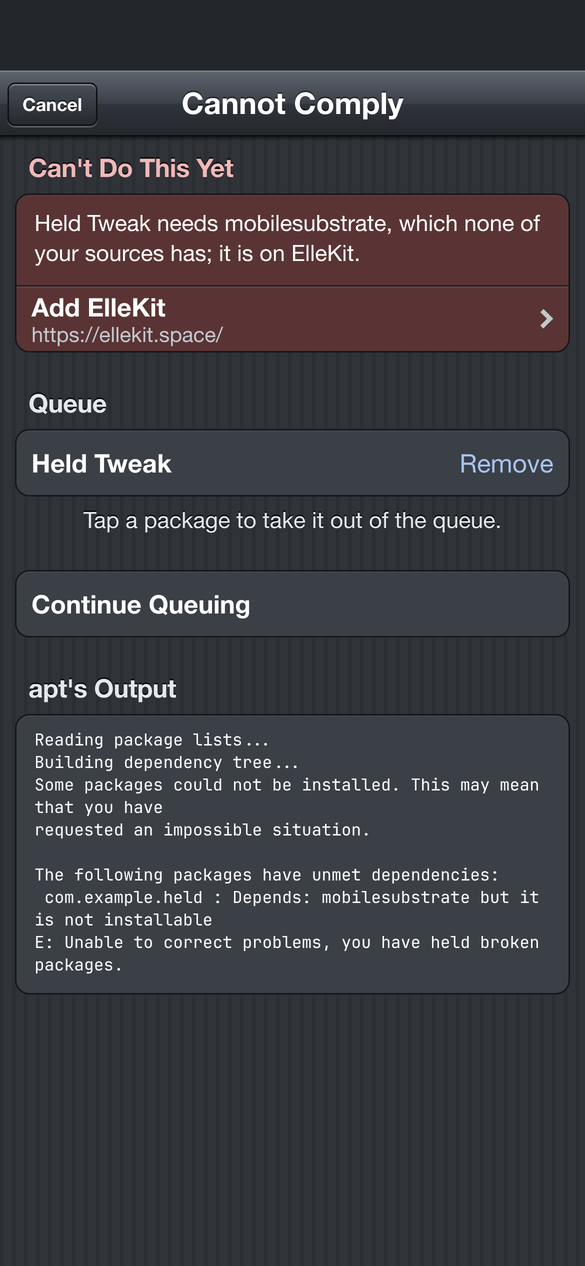 Cancel
Cannot Comply
Can't Do This Yet
Held Tweak needs mobilesubstrate, which none of
your sources has; it is on ElleKit.
Add ElleKit
https://ellekit.space/
Queue
Held Tweak
Remove
Tap a package to take it out of the queue.
Continue Queuing
apt's Output
Reading package lists...
Building dependency tree...
Some packages could not be installed. This may mean
that you have
requested an impossible situation.
The following packages have unmet dependencies:
com.example.held : Depends: mobilesubstrate but it
is not installable
E: Unable to correct problems, you have held broken
packages.